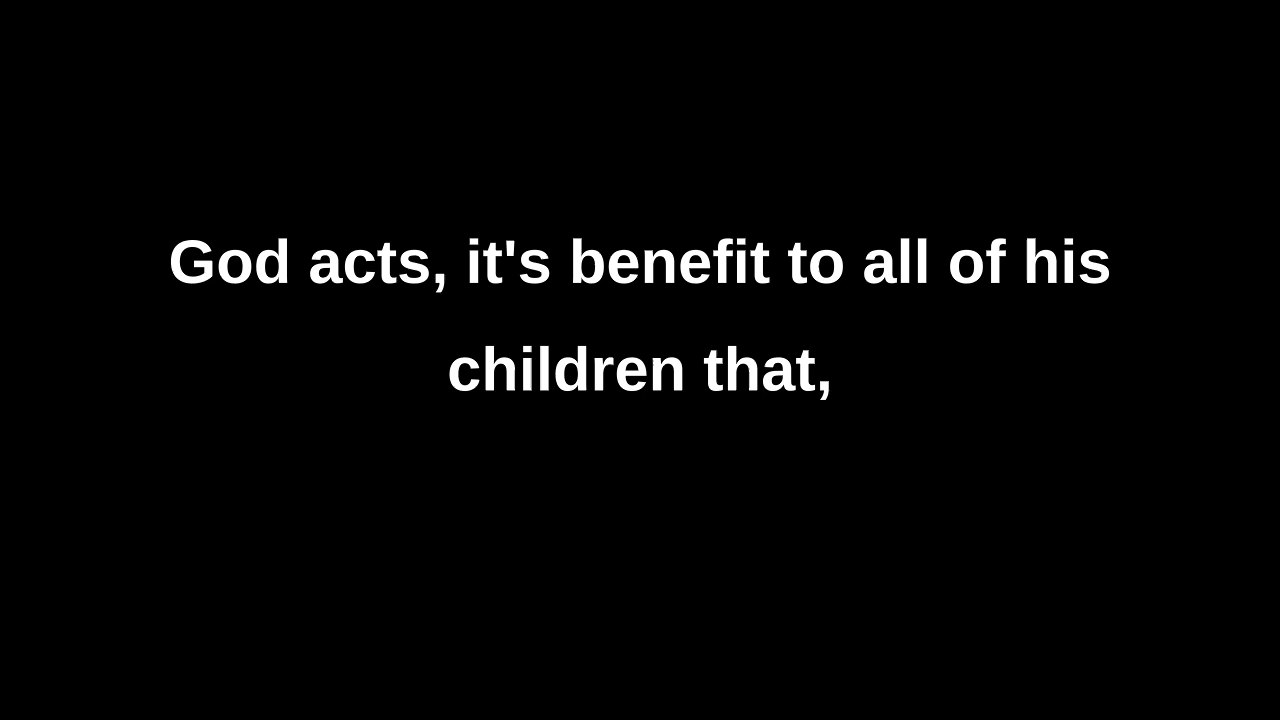 God acts, it's benefit to all of his
children that,